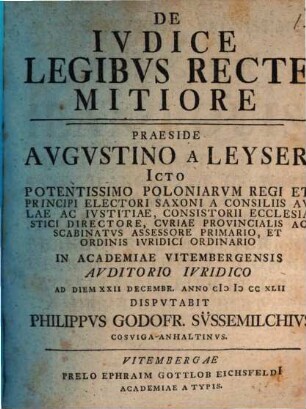 DE
IVDICE
LEGIBVS RECTE
MITIORE
PRAESIDE
AVGVSTINO A LEYSER
ICTO
POTENTISSIMO POLONIARVM REGI ET
PRINCIPI ELECTORI SAXONI A CONSILIIS AV
LAE AC IVSTITIAE, CONSISTORII ECCLESIA
STICI DIRECTORE, CVRIAE PROVINCIALIS AC
SCABINATVS ASSESSORE PRIMARIO, ET
ORDINIS IVRIDICI ORDINARIO
IN ACADEMIAE VITEMBERGENSIS
AVDITORIO IVRIDICO
AD DIEM XXII DECEMBR. ANNO CIↃ IↃ CC XLII
DISPVTABIT
PHILIPPVS GODOFR. SÜSSEMILCHIVS
COSVIGA-ANHALTINVS.
VITEMBERGAE
PRELO EPHRAIM GOTTLOB EICHSFELDI
ACADEMIAE A TYPIS.